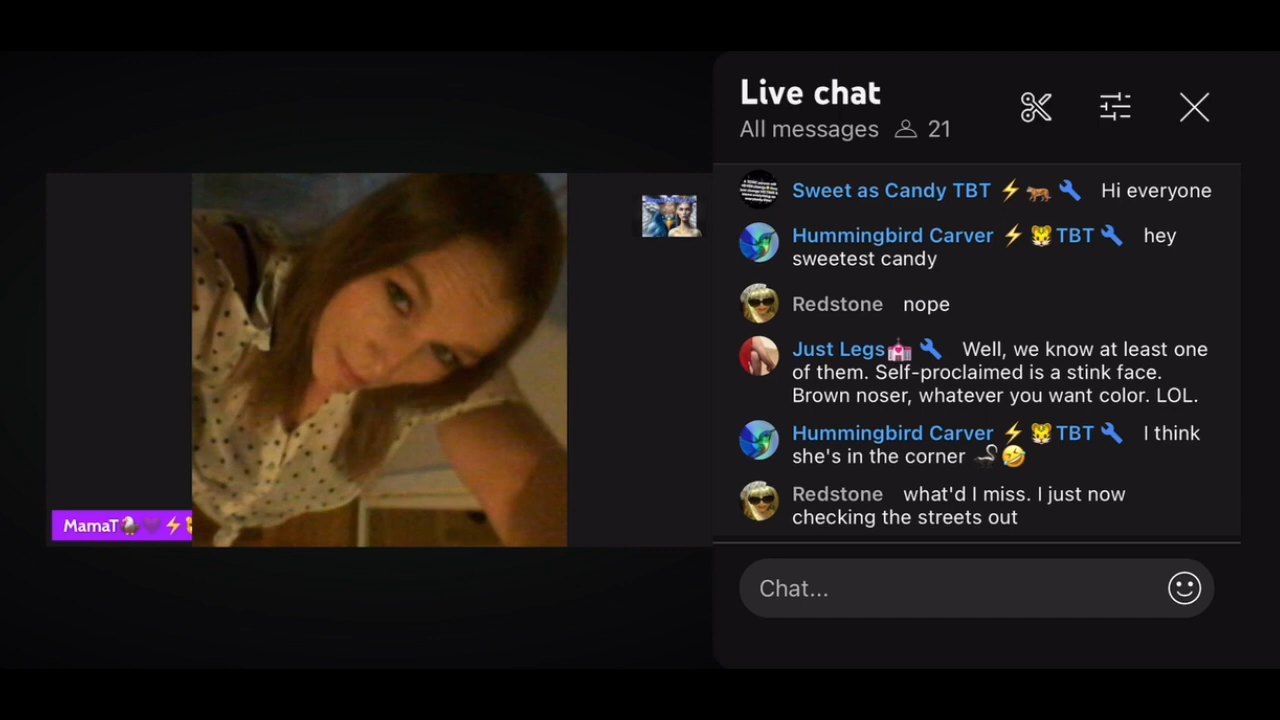 Live chat
All messages 21
Sweet as Candy TBT ⚡🐅🔧 Hi everyone
Hummingbird Carver ⚡🐯TBT🔧 hey
sweetest candy
Redstone nope
Just Legs💒🔧 Well, we know at least one
of them. Self-proclaimed is a stink face.
Brown noser, whatever you want color. LOL.
Hummingbird Carver ⚡🐯TBT🔧 I think
she's in the corner 🦨🤣
Redstone what'd I miss. I just now
checking the streets out
MamaT
Chat...